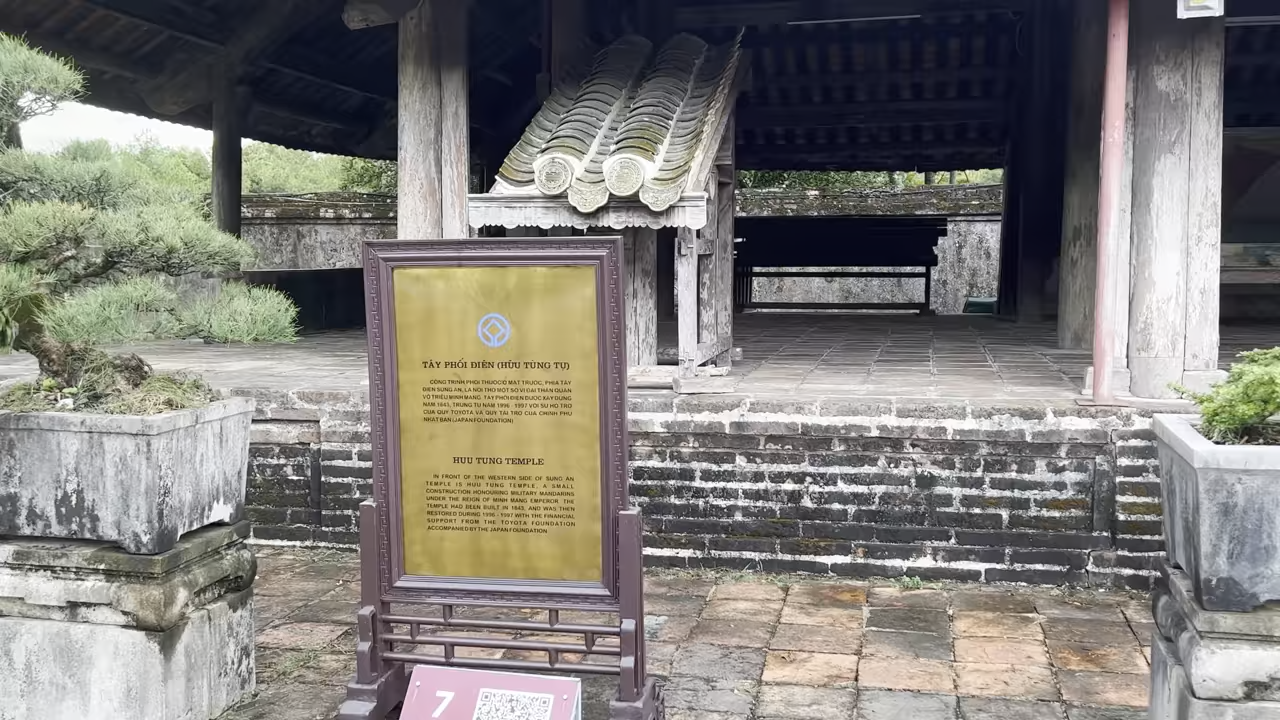 TÂY PHỐI ĐIỆN (HỮU TÙNG TỰ)
CÔNG TRÌNH PHỐI THUỘC Ở MẶT TRƯỚC, PHÍA TÂY
ĐIỆN SÙNG ÂN, LÀ NƠI THỜ MỘT SỐ VỊ ĐẠI THẦN QUAN
VÕ TRIỀU MINH MẠNG. TÂY PHỐI ĐIỆN ĐƯỢC XÂY DỰNG
NĂM 1843, TRÙNG TU NĂM 1996 - 1997 VỚI SỰ HỖ TRỢ
CỦA QUỸ TOYOTA VÀ QUỸ TÀI TRỢ CỦA CHÍNH PHỦ
NHẬT BẢN (JAPAN FOUNDATION)
HUU TUNG TEMPLE
IN FRONT OF THE WESTERN SIDE OF SUNG AN
TEMPLE IS HUU TUNG TEMPLE, A SMALL
CONSTRUCTION HONOURING MILITARY MANDARINS
UNDER THE REIGN OF MINH MANG EMPEROR. THE
TEMPLE HAD BEEN BUILT IN 1843, AND WAS THEN
RESTORED DURING 1996 - 1997 WITH THE FINANCIAL
SUPPORT FROM THE TOYOTA FOUNDATION
ACCOMPANIED BY THE JAPAN FOUNDATION.
7